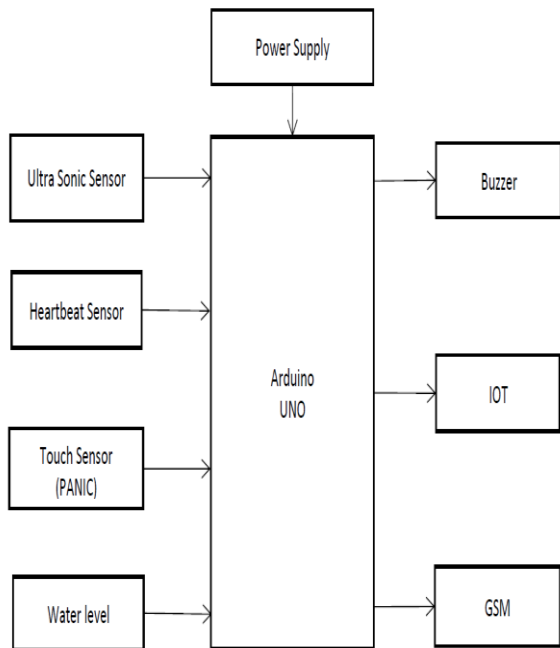 Power Supply
Ultra Sonic Sensor
Buzzer
Heartbeat Sensor
Arduino
UNO
IOT
Touch Sensor
(PANIC)
Water level
GSM